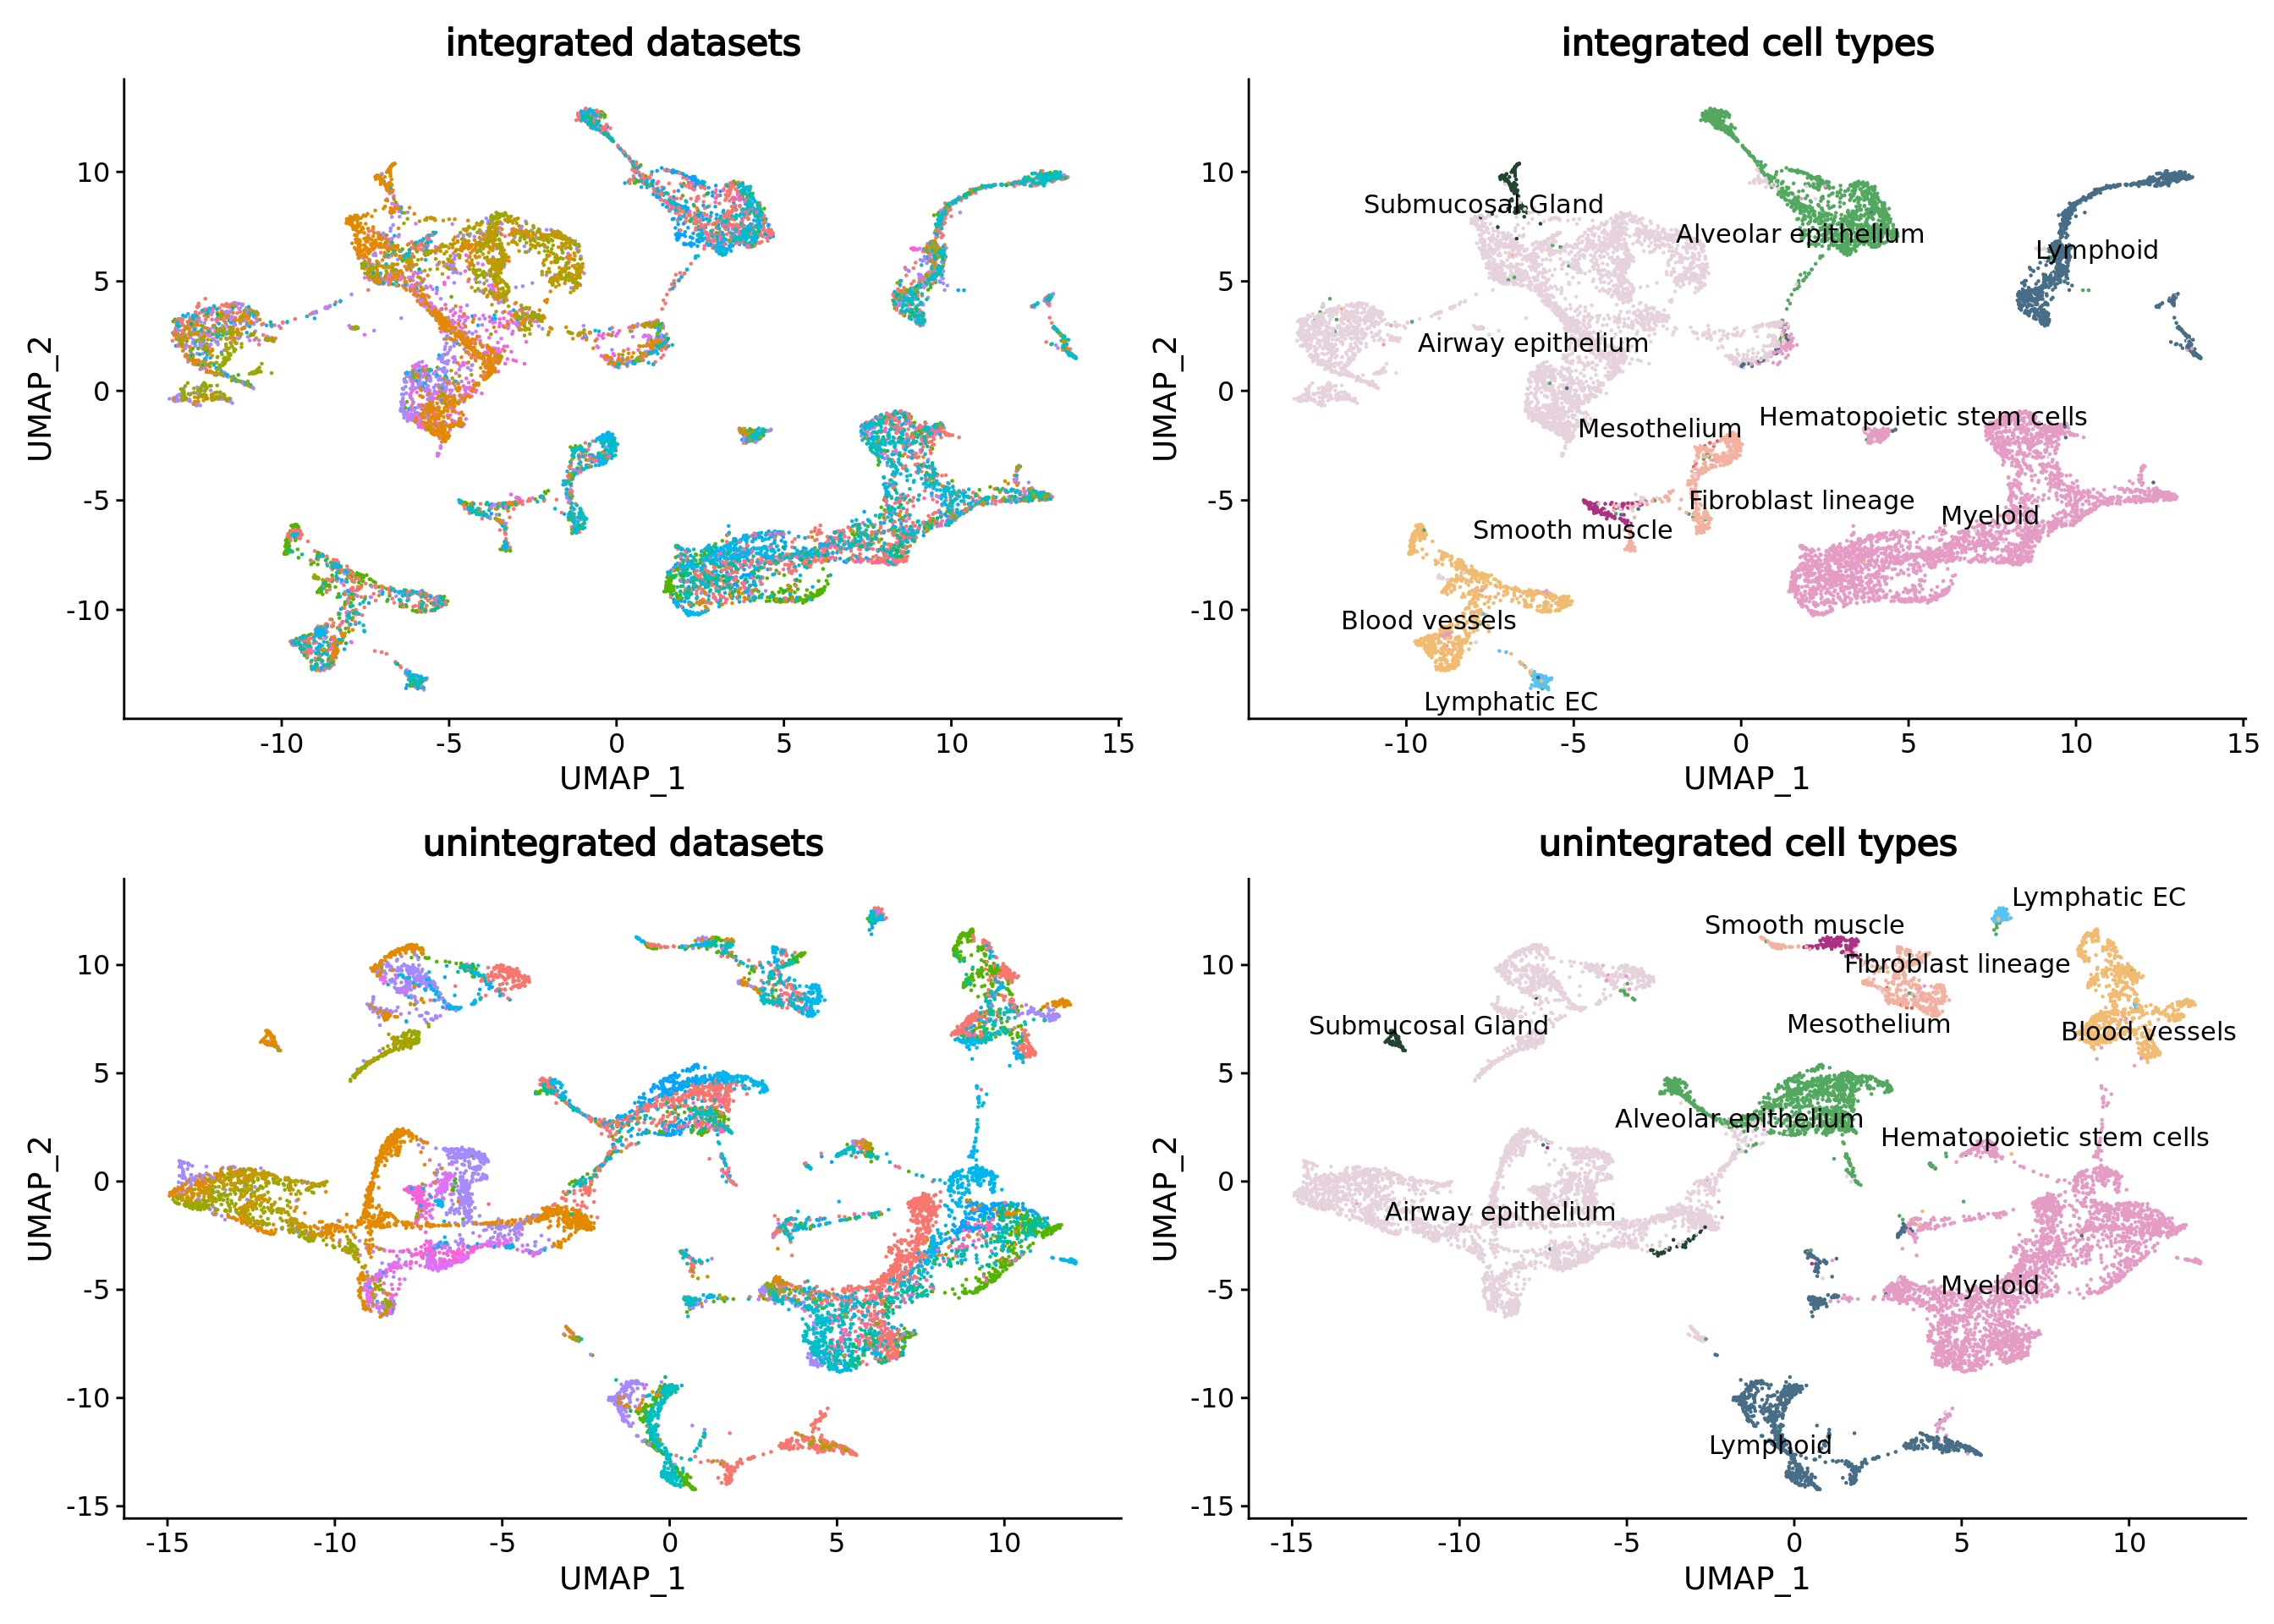 integrated datasets
integrated cell types
UMAP_2
10
5
0
-5
-10
-10
-5
0
5
10
15
UMAP_1
UMAP_2
10
5
0
-5
-10
Submucosal Gland
Alveolar epithelium
Lymphoid
Airway epithelium
Hematopoietic stem cells
Mesothelium
Fibroblast lineage
Myeloid
Smooth muscle
Blood vessels
Lymphatic EC
-10
-5
0
5
10
15
UMAP_1
unintegrated datasets
unintegrated cell types
UMAP_2
10
5
0
-5
-10
-15
-15
-10
-5
0
5
10
UMAP_1
UMAP_2
10
5
0
-5
-10
-15
Lymphatic EC
Smooth muscle
Fibroblast lineage
Submucosal Gland
Mesothelium
Blood vessels
Alveolar epithelium
Hematopoietic stem cells
Airway epithelium
Myeloid
Lymphoid
-15
-10
-5
0
5
10
UMAP_1